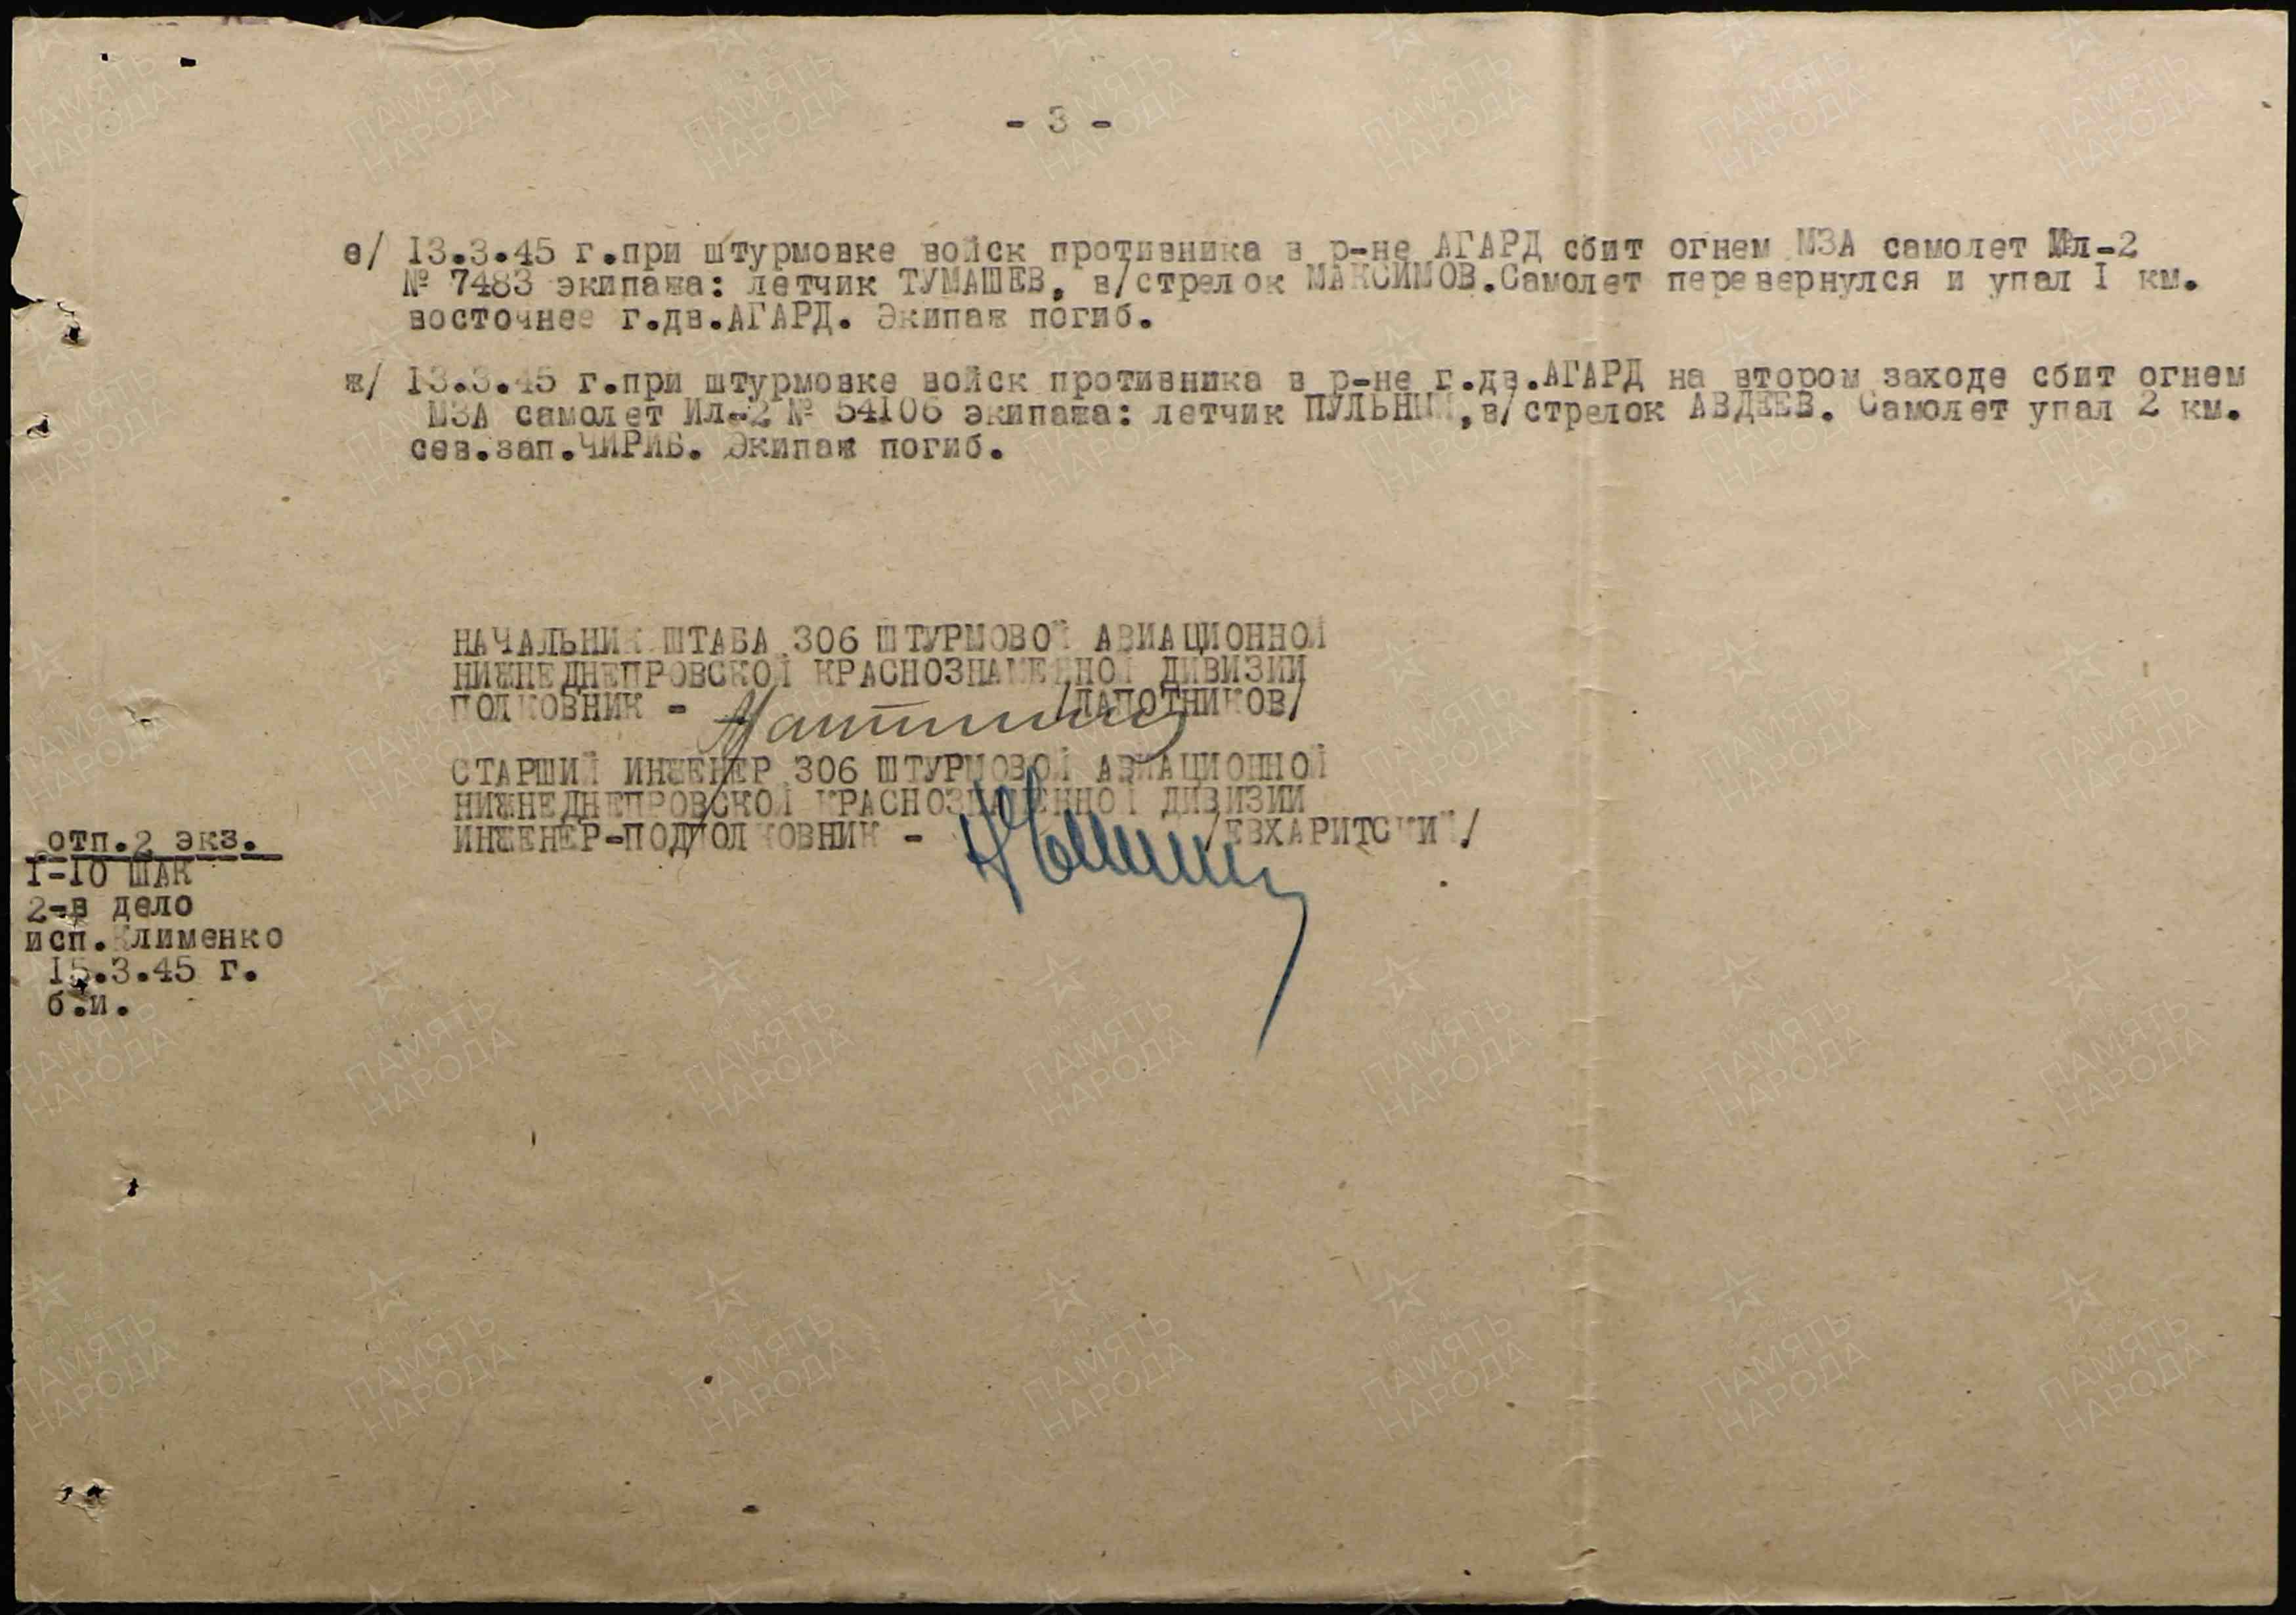 - 3 -
е/ 13.3.45 г.при штурмовке войск противника в р-не АГАРД сбит огнем МЗА самолет Ил-2
№ 7483 экипажа: летчик ТУМАШЕВ, в/стрелок МАКСИМОВ.Самолет перевернулся и упал I км.
восточнее г.дв.АГАРД. Экипаж погиб.
ж/ 13.3.45 г.при штурмовке войск противника в р-не г.дв.АГАРД на втором заходе сбит огнем
МЗА самолет Ил-2 № 54106 экипажа: летчик в/стрелок АВДЕЕВ. Самолет упал 2 км.
сев.зап.ЧИРИБ. Экипаж погиб.
НАЧАЛЬНИК ШТАБА 306 ШТУРМОВОЙ АВИАЦИОННОЙ
НИЖНЕДНЕПРОВСКОЙ КРАСНОЗНАМЕННОЙ ДИВИЗИИ
ПОЛКОВНИК - /ЛАПОТНИКОВ/
СТАРШИЙ ИНЖЕНЕР 306 ШТУРМОВОЙ АВИАЦИОННОЙ
НИЖНЕДНЕПРОВСКОЙ КРАСНОЗНАМЕННОЙ ДИВИЗИИ
ИНЖЕНЕР-ПОДПОЛКОВНИК - /ЕВХАРИТСКИЙ/
отп.2 экз.
I-IO ШАК
2-в дело
исп.Клименко
15.3.45 г.
б.и.
ПАМЯТЬ
НАРОДА